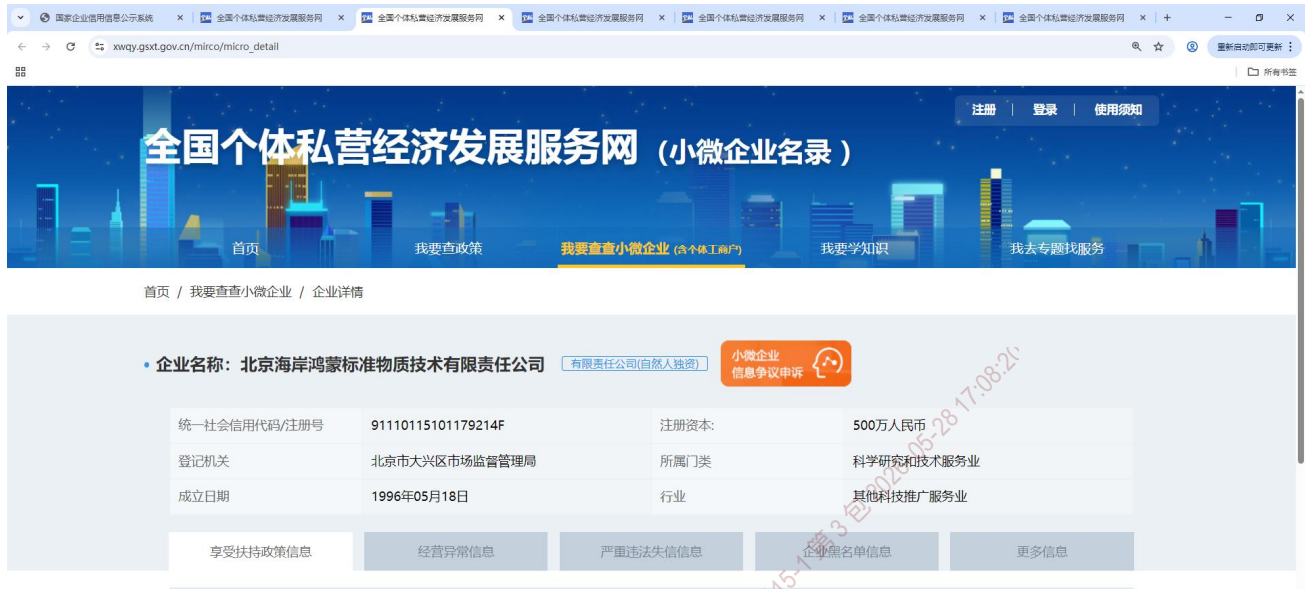 国家企业信用信息公示系统 × 全国个体私营经济发展服务网 × 全国个体私营经济发展服务网 × 全国个体私营经济发展服务网 × 全国个体私营经济发展服务网 × 全国个体私营经济发展服务网 × 全国个体私营经济发展服务网 ×
xwqy.gsxt.gov.cn/mirco/micro_detail 重新启动即可更新
所有书签
注册 | 登录 | 使用须知
全国个体私营经济发展服务网 (小微企业名录)
首页 我要查政策 我要查查小微企业 (含个体工商户) 我要学知识 我去专题找服务
首页 / 我要查查小微企业 / 企业详情
• 企业名称: 北京海岸鸿蒙标准物质技术有限责任公司 有限责任公司(自然人独资) 小微企业
信息争议申诉
统一社会信用代码/注册号 91110115101179214F 注册资本: 500万人民币
登记机关 北京市大兴区市场监督管理局 所属门类 科学研究和技术服务业
成立日期 1996年05月18日 行业 其他科技推广服务业
享受扶持政策信息 经营异常信息 严重违法失信信息 企业黑名单信息 更多信息
15-1 第 3 包 2026-05-28 17:08:20